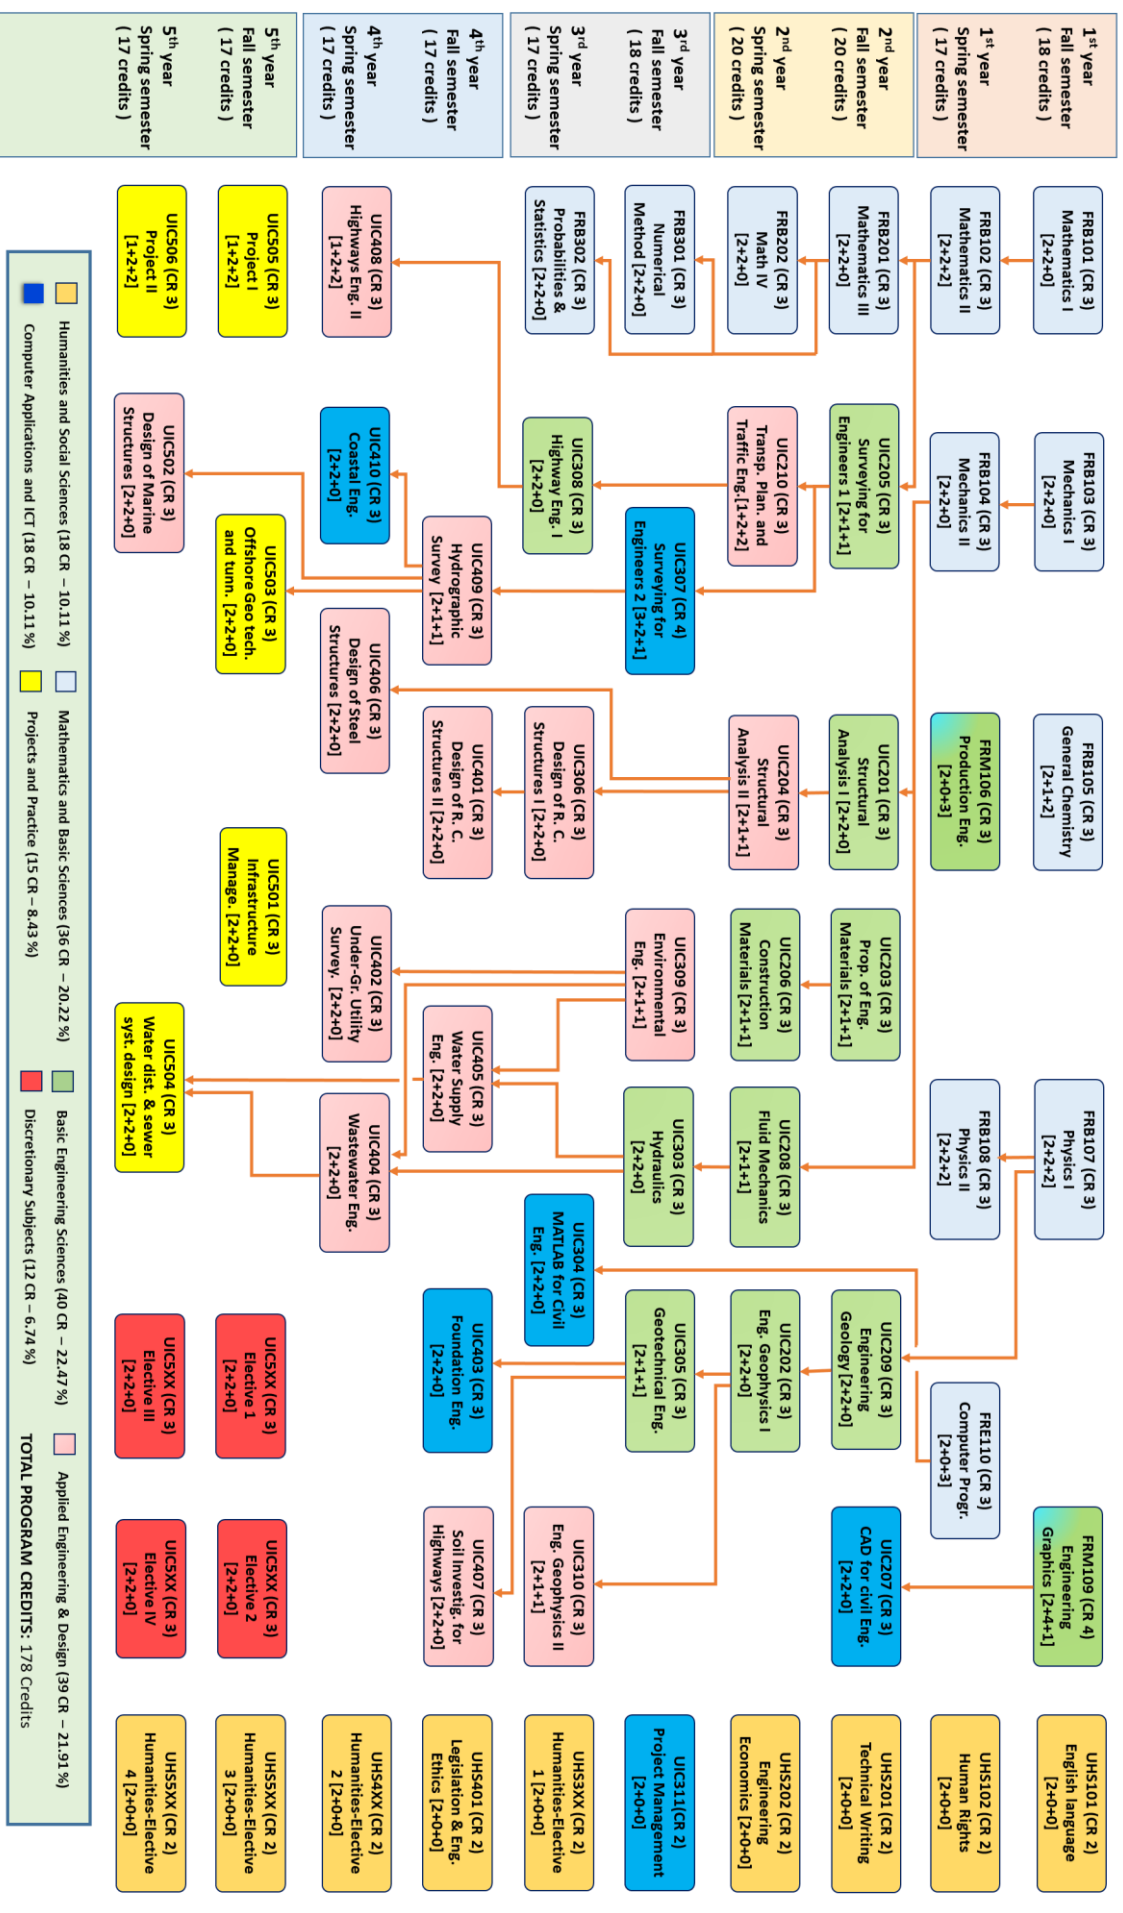 1st year
Fall semester
( 18 credits )
FRB101 (CR 3)
Mathematics I
[2+2+0]
FRB103 (CR 3)
Mechanics I
[2+2+0]
FRB105 (CR 3)
General Chemistry
[2+1+2]
FRB107 (CR 3)
Physics I
[2+2+2]
FRM109 (CR 4)
Engineering
Graphics [2+4+1]
UHS101 (CR 2)
English language
[2+0+0]
1st year
Spring semester
( 17 credits )
FRB102 (CR 3)
Mathematics II
[2+2+2]
FRB104 (CR 3)
Mechanics II
[2+2+0]
FRM106 (CR 3)
Production Eng.
[2+0+3]
FRB108 (CR 3)
Physics II
[2+2+2]
FRE110 (CR 3)
Computer Progr.
[2+0+3]
UHS102 (CR 2)
Human Rights
[2+0+0]
2nd year
Fall semester
( 20 credits )
FRB201 (CR 3)
Mathematics III
[2+2+0]
UIC205 (CR 3)
Surveying for
Engineers 1 [2+1+1]
UIC201 (CR 3)
Structural
Analysis I [2+2+0]
UIC203 (CR 3)
Prop. of Eng.
Materials [2+1+1]
UIC209 (CR 3)
Engineering
Geology [2+2+0]
UIC207 (CR 3)
CAD for civil Eng.
[2+2+0]
UHS201 (CR 2)
Technical Writing
[2+0+0]
2nd year
Spring semester
( 20 credits )
FRB202 (CR 3)
Math IV
[2+2+0]
UIC210 (CR 3)
Transp. Plan. and
Traffic Eng.[1+2+2]
UIC204 (CR 3)
Structural
Analysis II [2+1+1]
UIC206 (CR 3)
Construction
Materials [2+1+1]
UIC208 (CR 3)
Fluid Mechanics
[2+1+1]
UIC202 (CR 3)
Eng. Geophysics I
[2+2+0]
UHS202 (CR 2)
Engineering
Economics [2+0+0]
3rd year
Fall semester
( 18 credits )
FRB301 (CR 3)
Numerical
Method [2+2+0]
UIC307 (CR 4)
Surveying for
Engineers 2 [3+2+1]
UIC309 (CR 3)
Environmental
Eng. [2+1+1]
UIC303 (CR 3)
Hydraulics
[2+2+0]
UIC305 (CR 3)
Geotechnical Eng.
[2+1+1]
UIC311(CR 2)
Project Management
[2+0+0]
3rd year
Spring semester
( 17 credits )
FRB302 (CR 3)
Probabilities &
Statistics [2+2+0]
UIC308 (CR 3)
Highway Eng. I
[2+2+0]
UIC306 (CR 3)
Design of R. C.
Structures I [2+2+0]
UIC304 (CR 3)
MATLAB for Civil
Eng. [2+2+0]
UIC310 (CR 3)
Eng. Geophysics II
[2+1+1]
UHS3XX (CR 2)
Humanities-Elective
1 [2+0+0]
4th year
Fall semester
( 17 credits )
UIC409 (CR 3)
Hydrographic
Survey [2+1+1]
UIC401 (CR 3)
Design of R. C.
Structures II [2+2+0]
UIC405 (CR 3)
Water Supply
Eng. [2+2+0]
UIC403 (CR 3)
Foundation Eng.
[2+2+0]
UIC407 (CR 3)
Soil Investig. for
Highways [2+2+0]
UHS401 (CR 2)
Legislation & Eng.
Ethics [2+0+0]
4th year
Spring semester
( 17 credits )
UIC408 (CR 3)
Highways Eng. II
[1+2+2]
UIC410 (CR 3)
Coastal Eng.
[2+2+0]
UIC406 (CR 3)
Design of Steel
Structures [2+2+0]
UIC402 (CR 3)
Under-Gr. Utility
Survey. [2+2+0]
UIC404 (CR 3)
Wastewater Eng.
[2+2+0]
UHS4XX (CR 2)
Humanities-Elective
2 [2+0+0]
5th year
Fall semester
( 17 credits )
UIC505 (CR 3)
Project I
[1+2+2]
UIC503 (CR 3)
Offshore Geo tech.
and tunn. [2+2+0]
UIC501 (CR 3)
Infrastructure
Manage. [2+2+0]
UIC5XX (CR 3)
Elective 1
[2+2+0]
UIC5XX (CR 3)
Elective 2
[2+2+0]
UHS5XX (CR 2)
Humanities-Elective
3 [2+0+0]
5th year
Spring semester
( 17 credits )
UIC506 (CR 3)
Project II
[1+2+2]
UIC502 (CR 3)
Design of Marine
Structures [2+2+0]
UIC504 (CR 3)
Water dist. & sewer
syst. design [2+2+0]
UIC5XX (CR 3)
Elective III
[2+2+0]
UIC5XX (CR 3)
Elective IV
[2+2+0]
UHS5XX (CR 2)
Humanities-Elective
4 [2+0+0]
Humanities and Social Sciences (18 CR – 10.11 %)
Mathematics and Basic Sciences (36 CR – 20.22 %)
Basic Engineering Sciences (40 CR – 22.47 %)
Applied Engineering & Design (39 CR – 21.91 %)
Computer Applications and ICT (18 CR – 10.11 %)
Projects and Practice (15 CR – 8.43 %)
Discretionary Subjects (12 CR – 6.74 %)
TOTAL PROGRAM CREDITS: 178 Credits